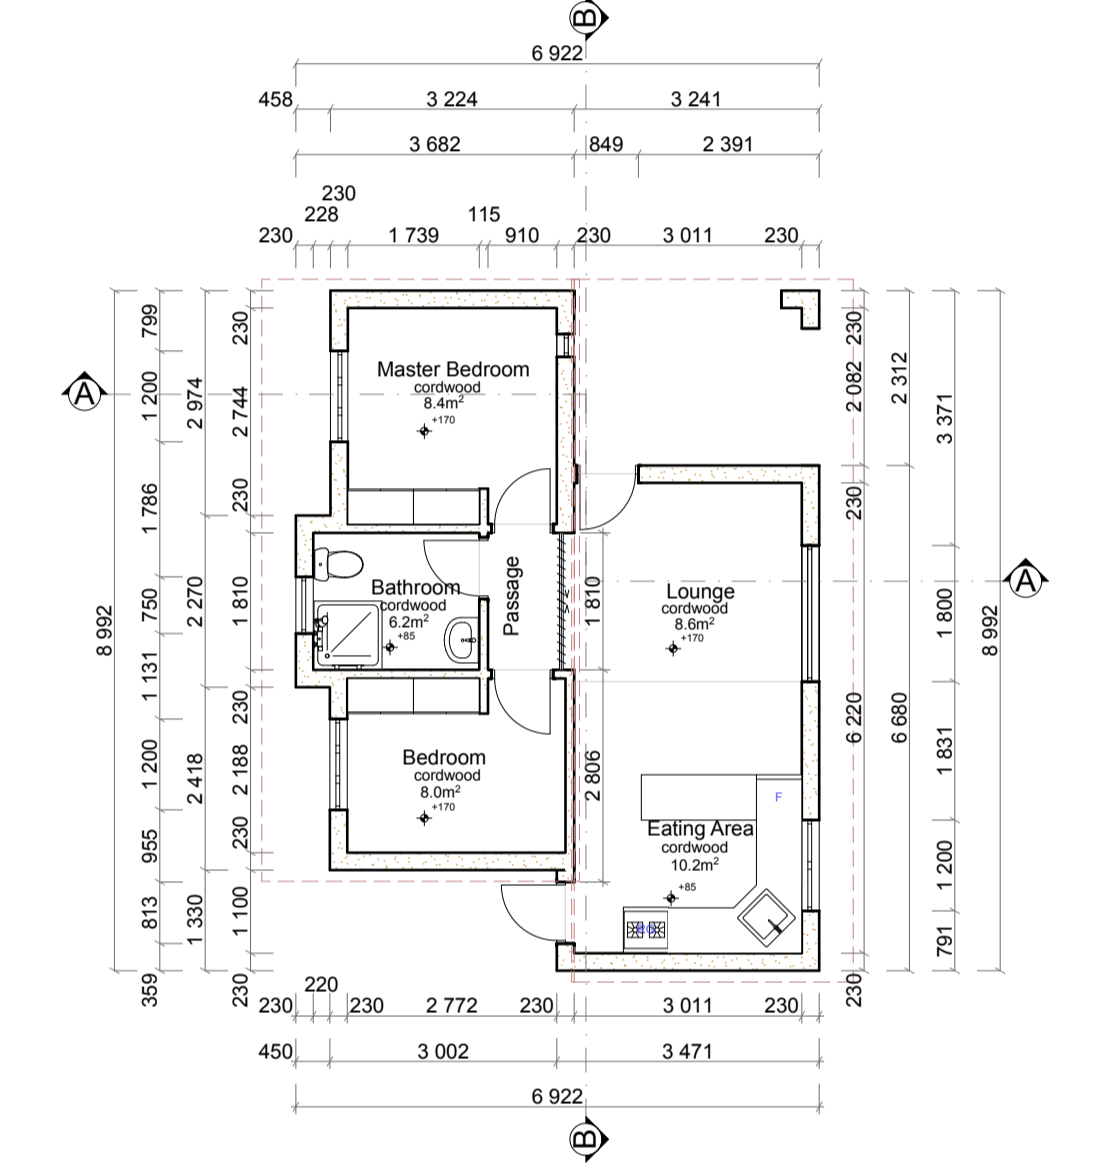 B
6 922
458 3 224 3 241
3 682 849 2 391
230
228 115
230 1 739 910 230 3 011 230
A
799
1 200
1 786
750
1 131
1 200
955
813
359
8 992
2 974
2 270
2 418
1 330
230
2 744
230
1 810
230
2 188
230
1 100
230
Master Bedroom
cordwood
8.4m²
+170
Bathroom
cordwood
6.2m²
+85
Passage
Bedroom
cordwood
8.0m²
+170
1 810
2 806
Lounge
cordwood
8.6m²
+170
F
Eating Area
cordwood
10.2m²
+85
230
2 082
230
6 220
230
2 312
6 680
3 371
1 800
1 831
1 200
791
8 992
A
220
230 230 2 772 230 3 011 230
450 3 002 3 471
6 922
B